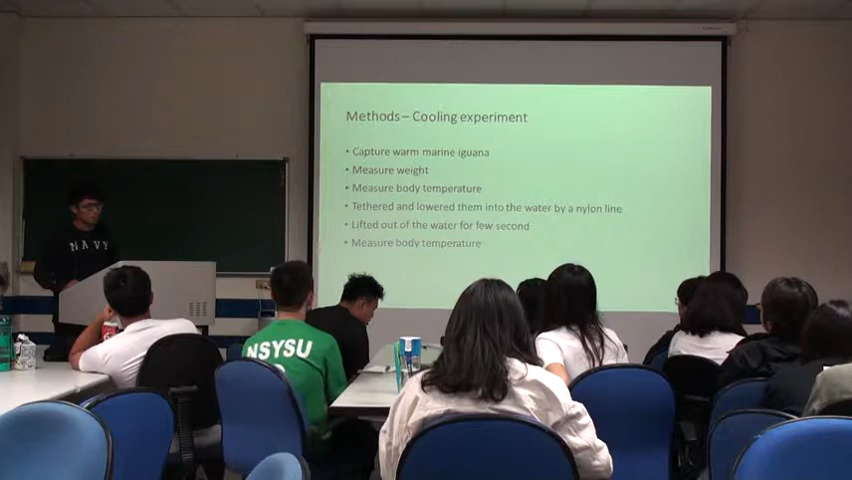 Methods – Cooling experiment
• Capture warm marine iguana
• Measure weight
• Measure body temperature
• Tethered and lowered them into the water by a nylon line
• Lifted out of the water for few second
• Measure body temperature
NAVY
NSYSU